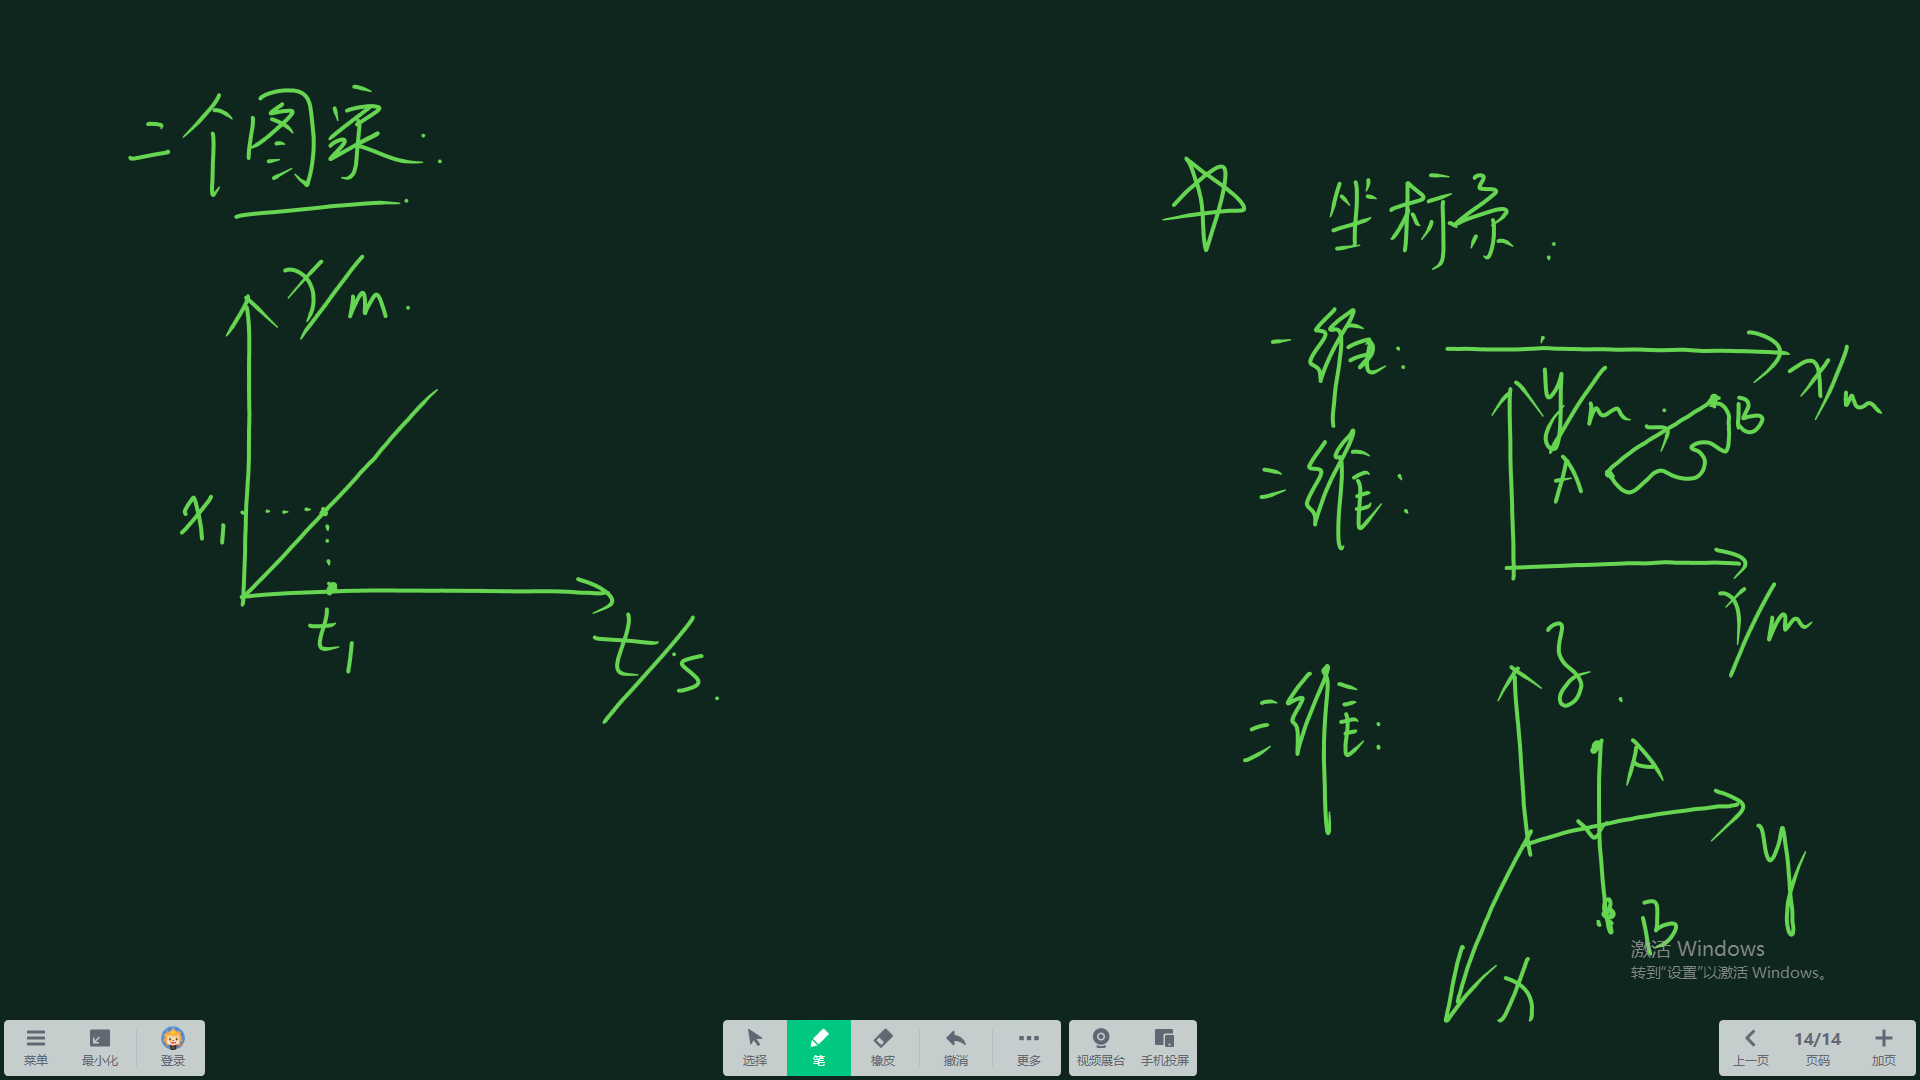 二个图象:
x/m
x₁
t₁
t/s
坐标系:
一维:
x/m
y/m
A
B
二维:
x/m
三维:
z
A
y
B
x
激活 Windows
转到“设置”以激活 Windows。
菜单
最小化
登录
选择
笔
橡皮
撤消
更多
视频展台
手机投屏
上一页
14/14
页码
加页